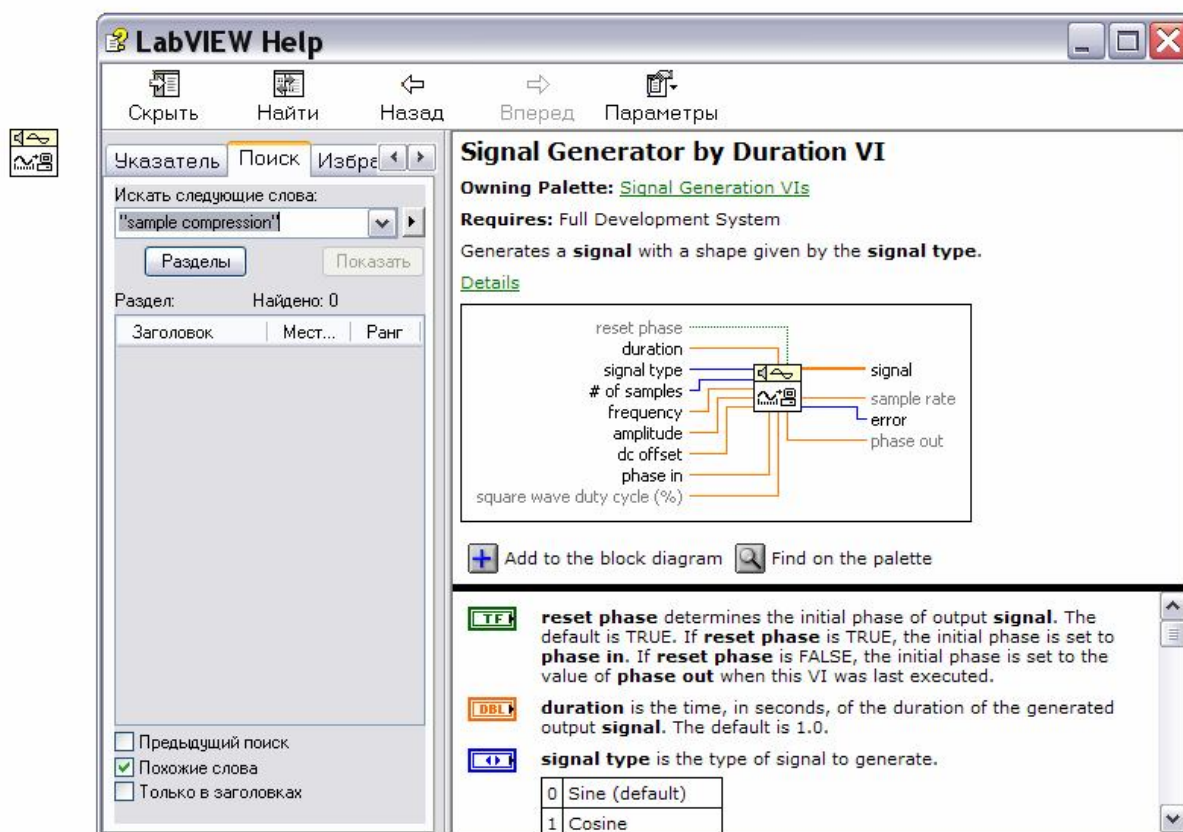 LabVIEW Help
Скрыть Найти Назад Вперед Параметры
Указатель Поиск Избра
Искать следующие слова:
"sample compression"
Разделы Показать
Раздел: Найдено: 0
Заголовок Мест... Ранг
Предыдущий поиск
Похожие слова
Только в заголовках
Signal Generator by Duration VI
Owning Palette: Signal Generation VIs
Requires: Full Development System
Generates a signal with a shape given by the signal type.
Details
reset phase
duration
signal type
# of samples
frequency
amplitude
dc offset
phase in
square wave duty cycle (%)
signal
sample rate
error
phase out
Add to the block diagram Find on the palette
TF reset phase determines the initial phase of output signal. The
default is TRUE. If reset phase is TRUE, the initial phase is set to
phase in. If reset phase is FALSE, the initial phase is set to the
value of phase out when this VI was last executed.
DBL duration is the time, in seconds, of the duration of the generated
output signal. The default is 1.0.
signal type is the type of signal to generate.
0 Sine (default)
1 Cosine